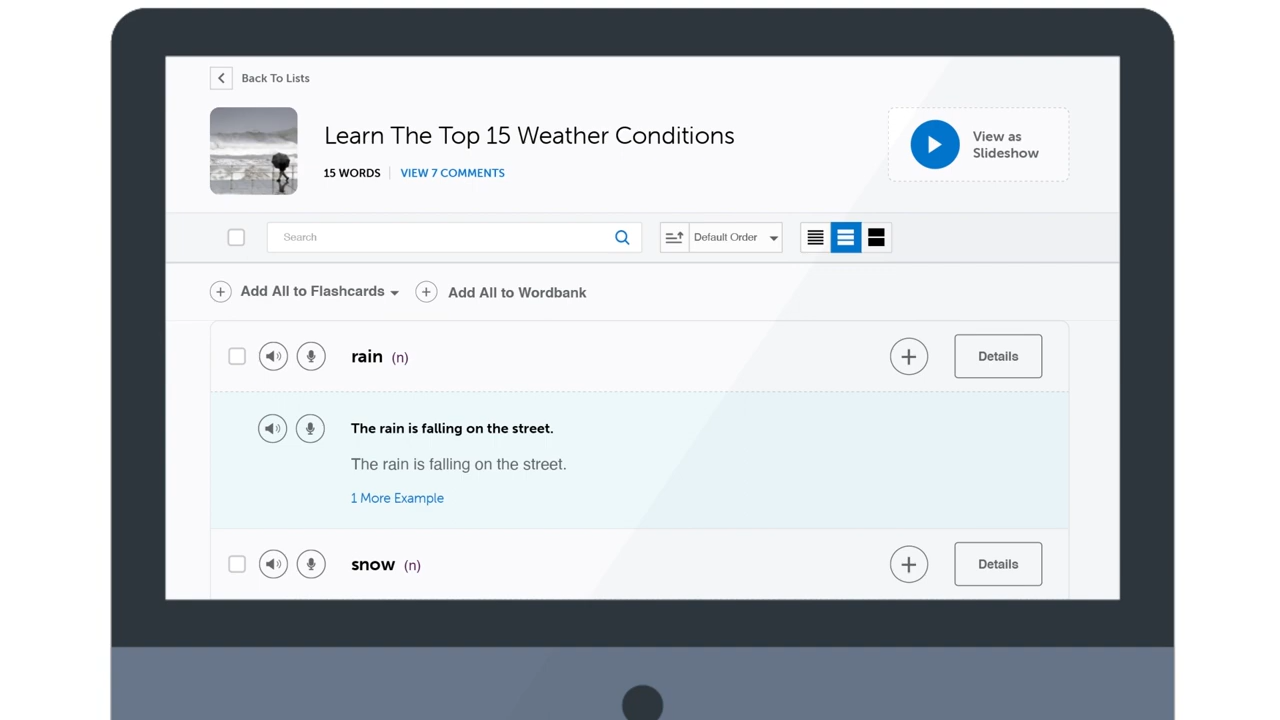 Back To Lists
Learn The Top 15 Weather Conditions
15 WORDS VIEW 7 COMMENTS
View as
Slideshow
Search
Default Order
Add All to Flashcards
Add All to Wordbank
rain (n)
Details
The rain is falling on the street.
The rain is falling on the street.
1 More Example
snow (n)
Details